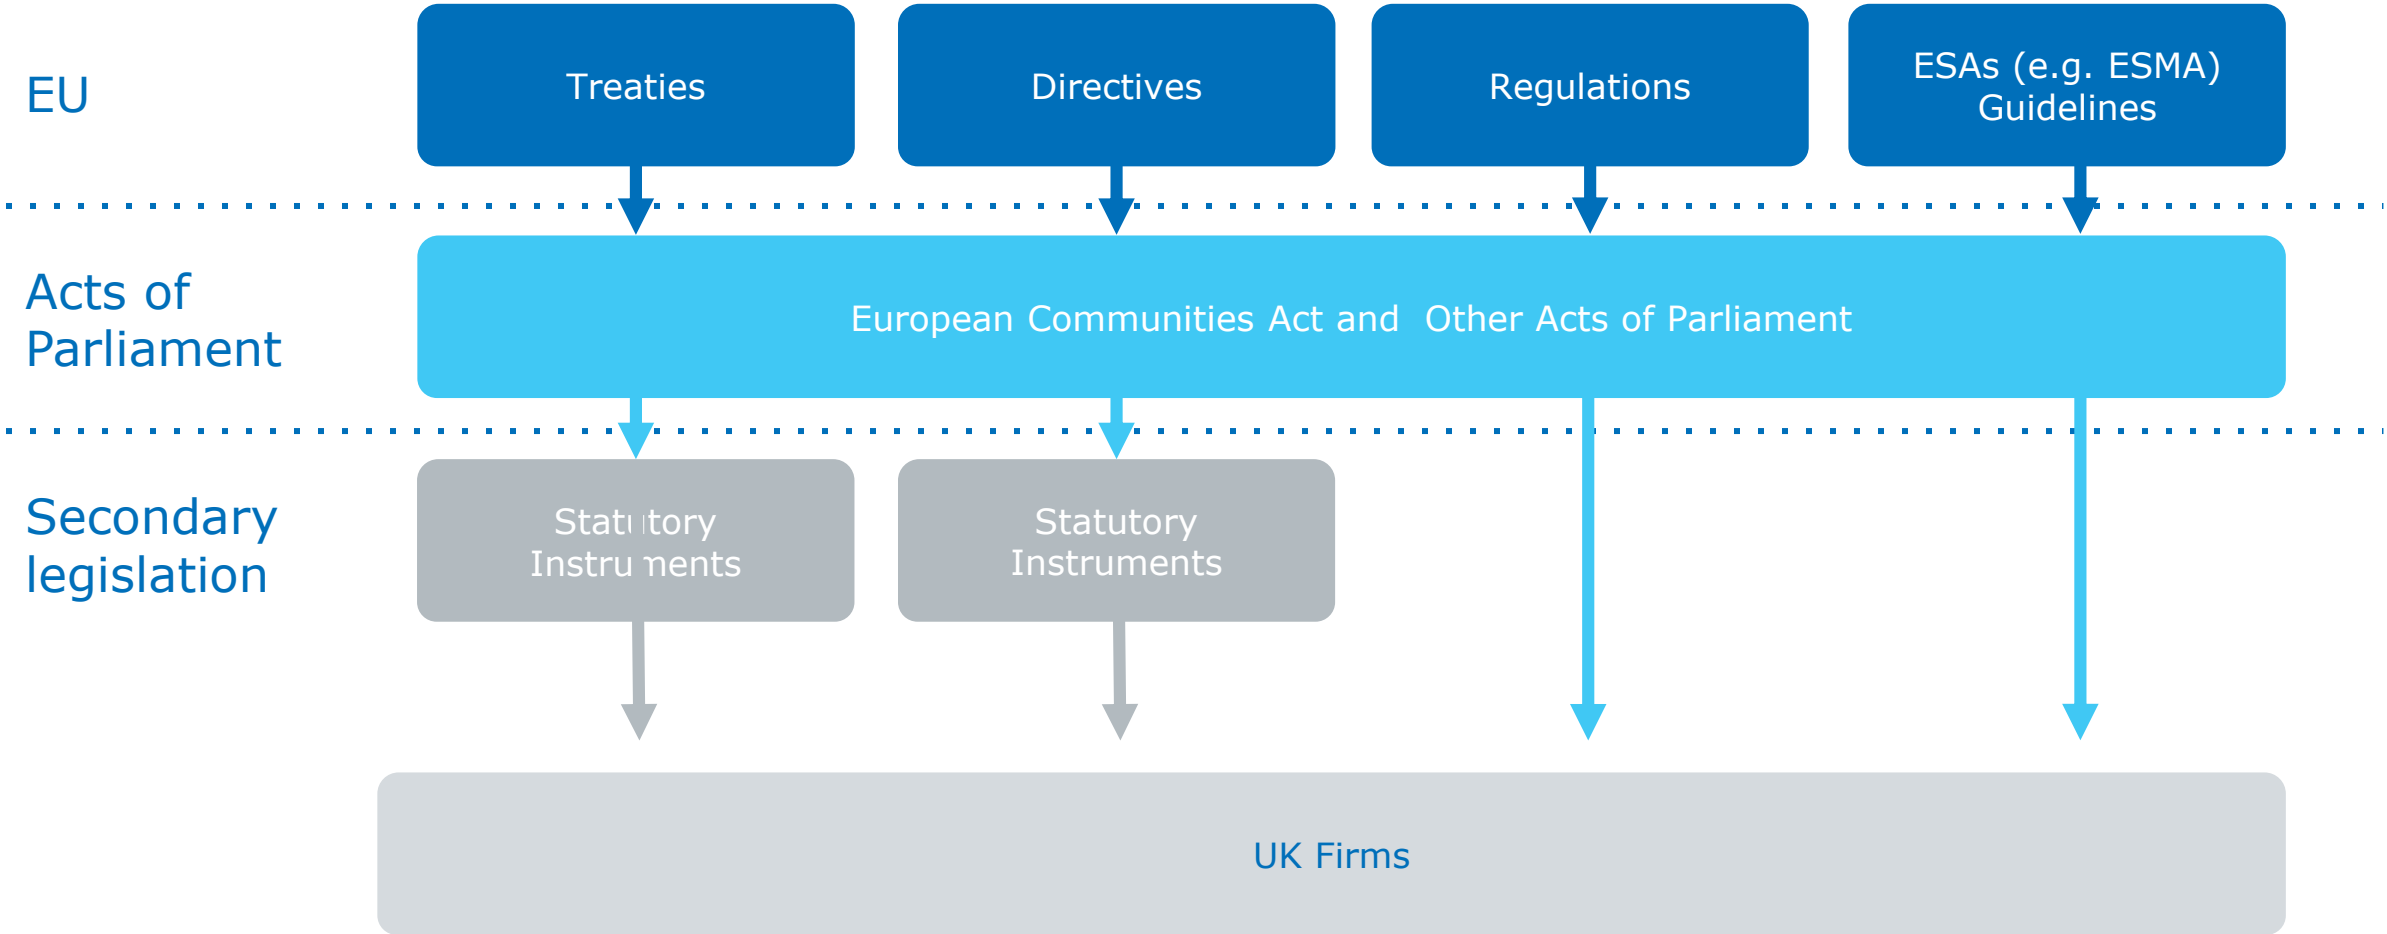 EU
Treaties
Directives
Regulations
ESAs (e.g. ESMA)
Guidelines
Acts of
Parliament
European Communities Act and  Other Acts of Parliament
Secondary
legislation
Statutory
Instruments
Statutory
Instruments
UK Firms